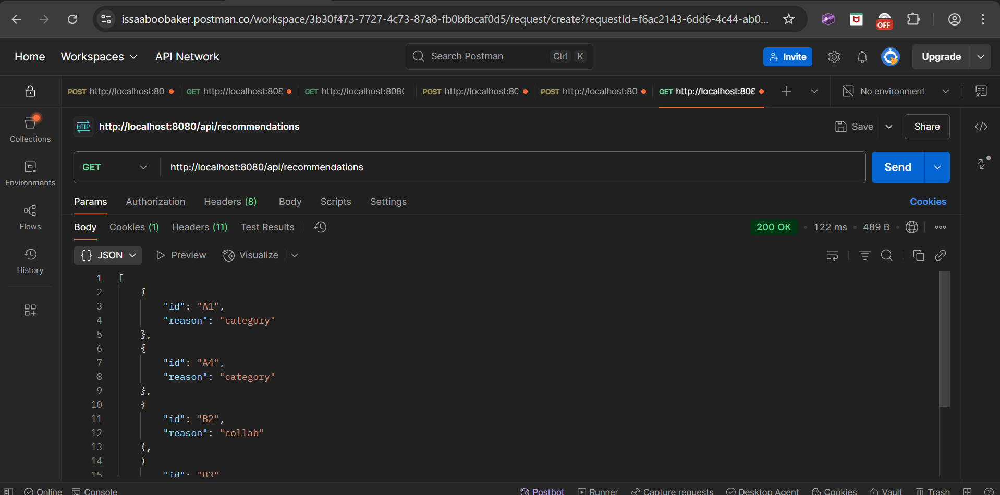 issaaboobaker.postman.co/workspace/3b30f473-7727-4c73-87a8-fb0bfbcaf0d5/request/create?requestId=f6ac2143-6dd6-4c44-ab0...
OFF
Home Workspaces API Network Search Postman Ctrl K Invite Upgrade
POST http://localhost:80 GET http://localhost:808 GET http://localhost:8080 POST http://localhost:80 POST http://localhost:80 GET http://localhost:808 No environment
HTTP http://localhost:8080/api/recommendations Save Share
Collections
GET http://localhost:8080/api/recommendations Send
Environments
Params Authorization Headers (8) Body Scripts Settings Cookies
Flows
Body Cookies (1) Headers (11) Test Results 200 OK • 122 ms • 489 B •
{} JSON Preview Visualize
History
1 [
2 {
3 "id": "A1",
4 "reason": "category"
5 },
6 {
7 "id": "A4",
8 "reason": "category"
9 },
10 {
11 "id": "B2",
12 "reason": "collab"
13 },
14 {
15 "id": "B3"
Online Console Postbot Runner Capture requests Desktop Agent Cookies Vault Trash